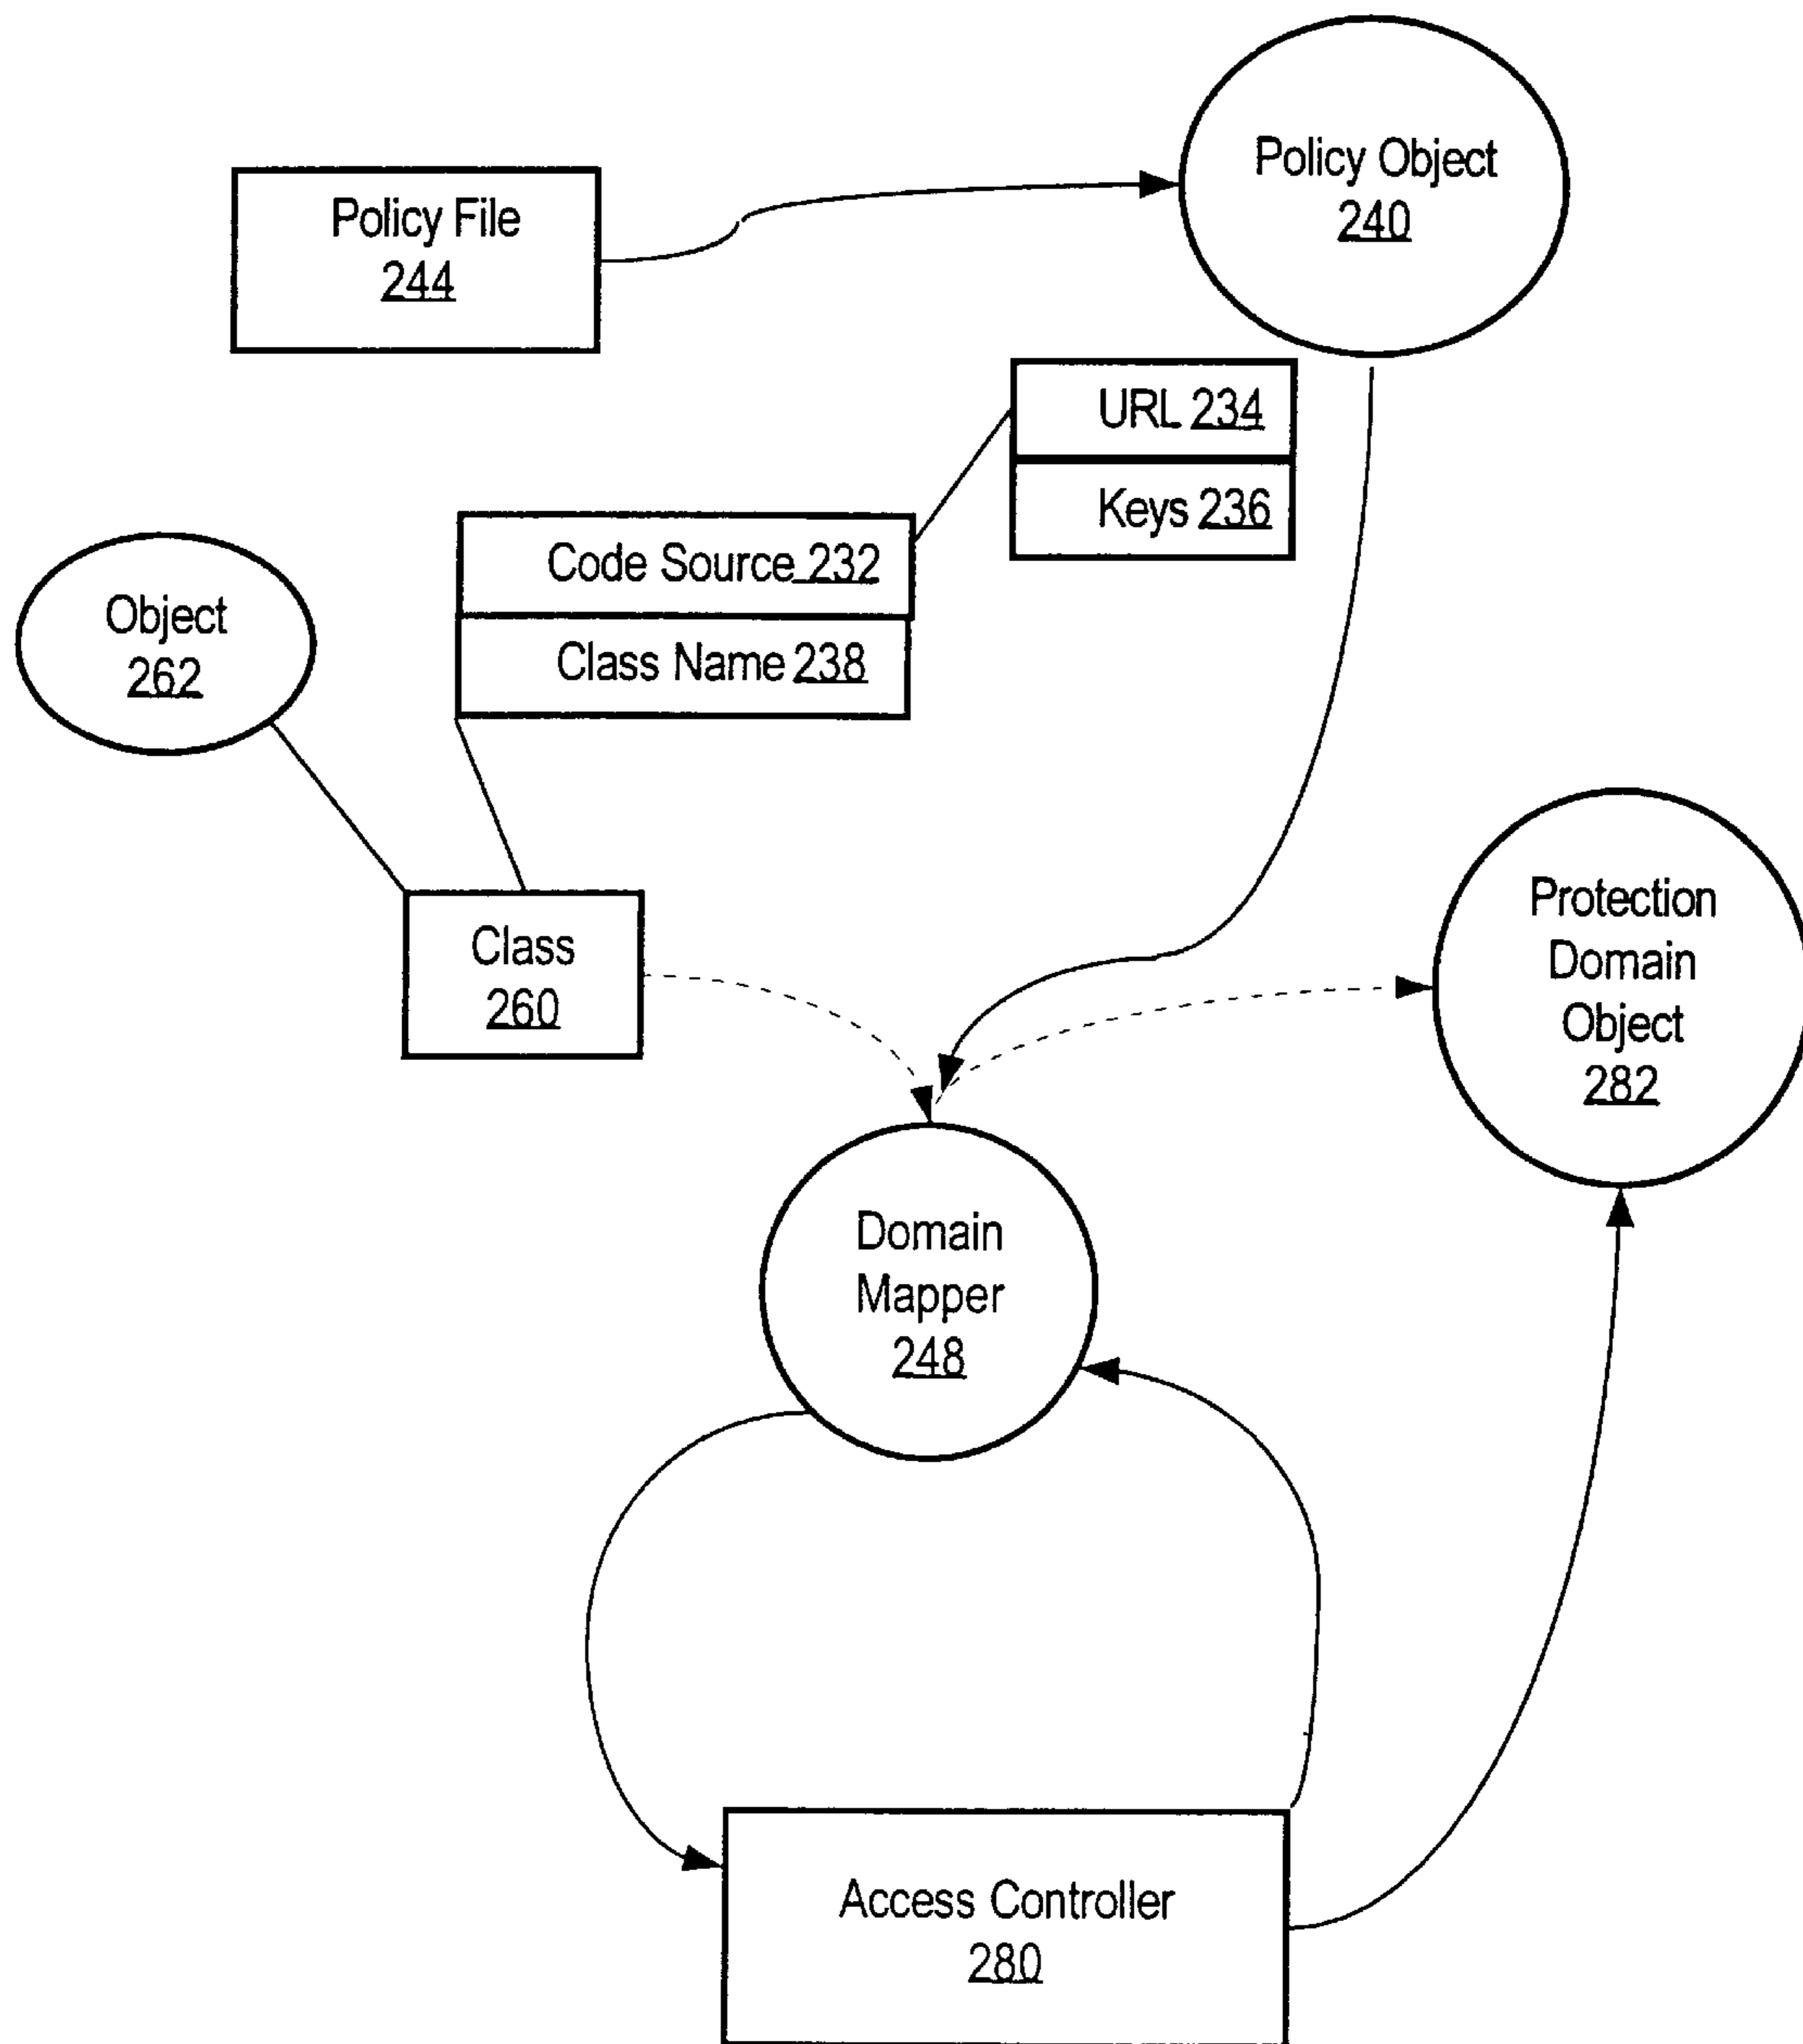 Policy Object
240
Policy File
244
URL 234
Keys 236
Code Source 232
Class Name 238
Object
262
Class
260
Protection
Domain
Object
282
Domain
Mapper
248
Access Controller
280